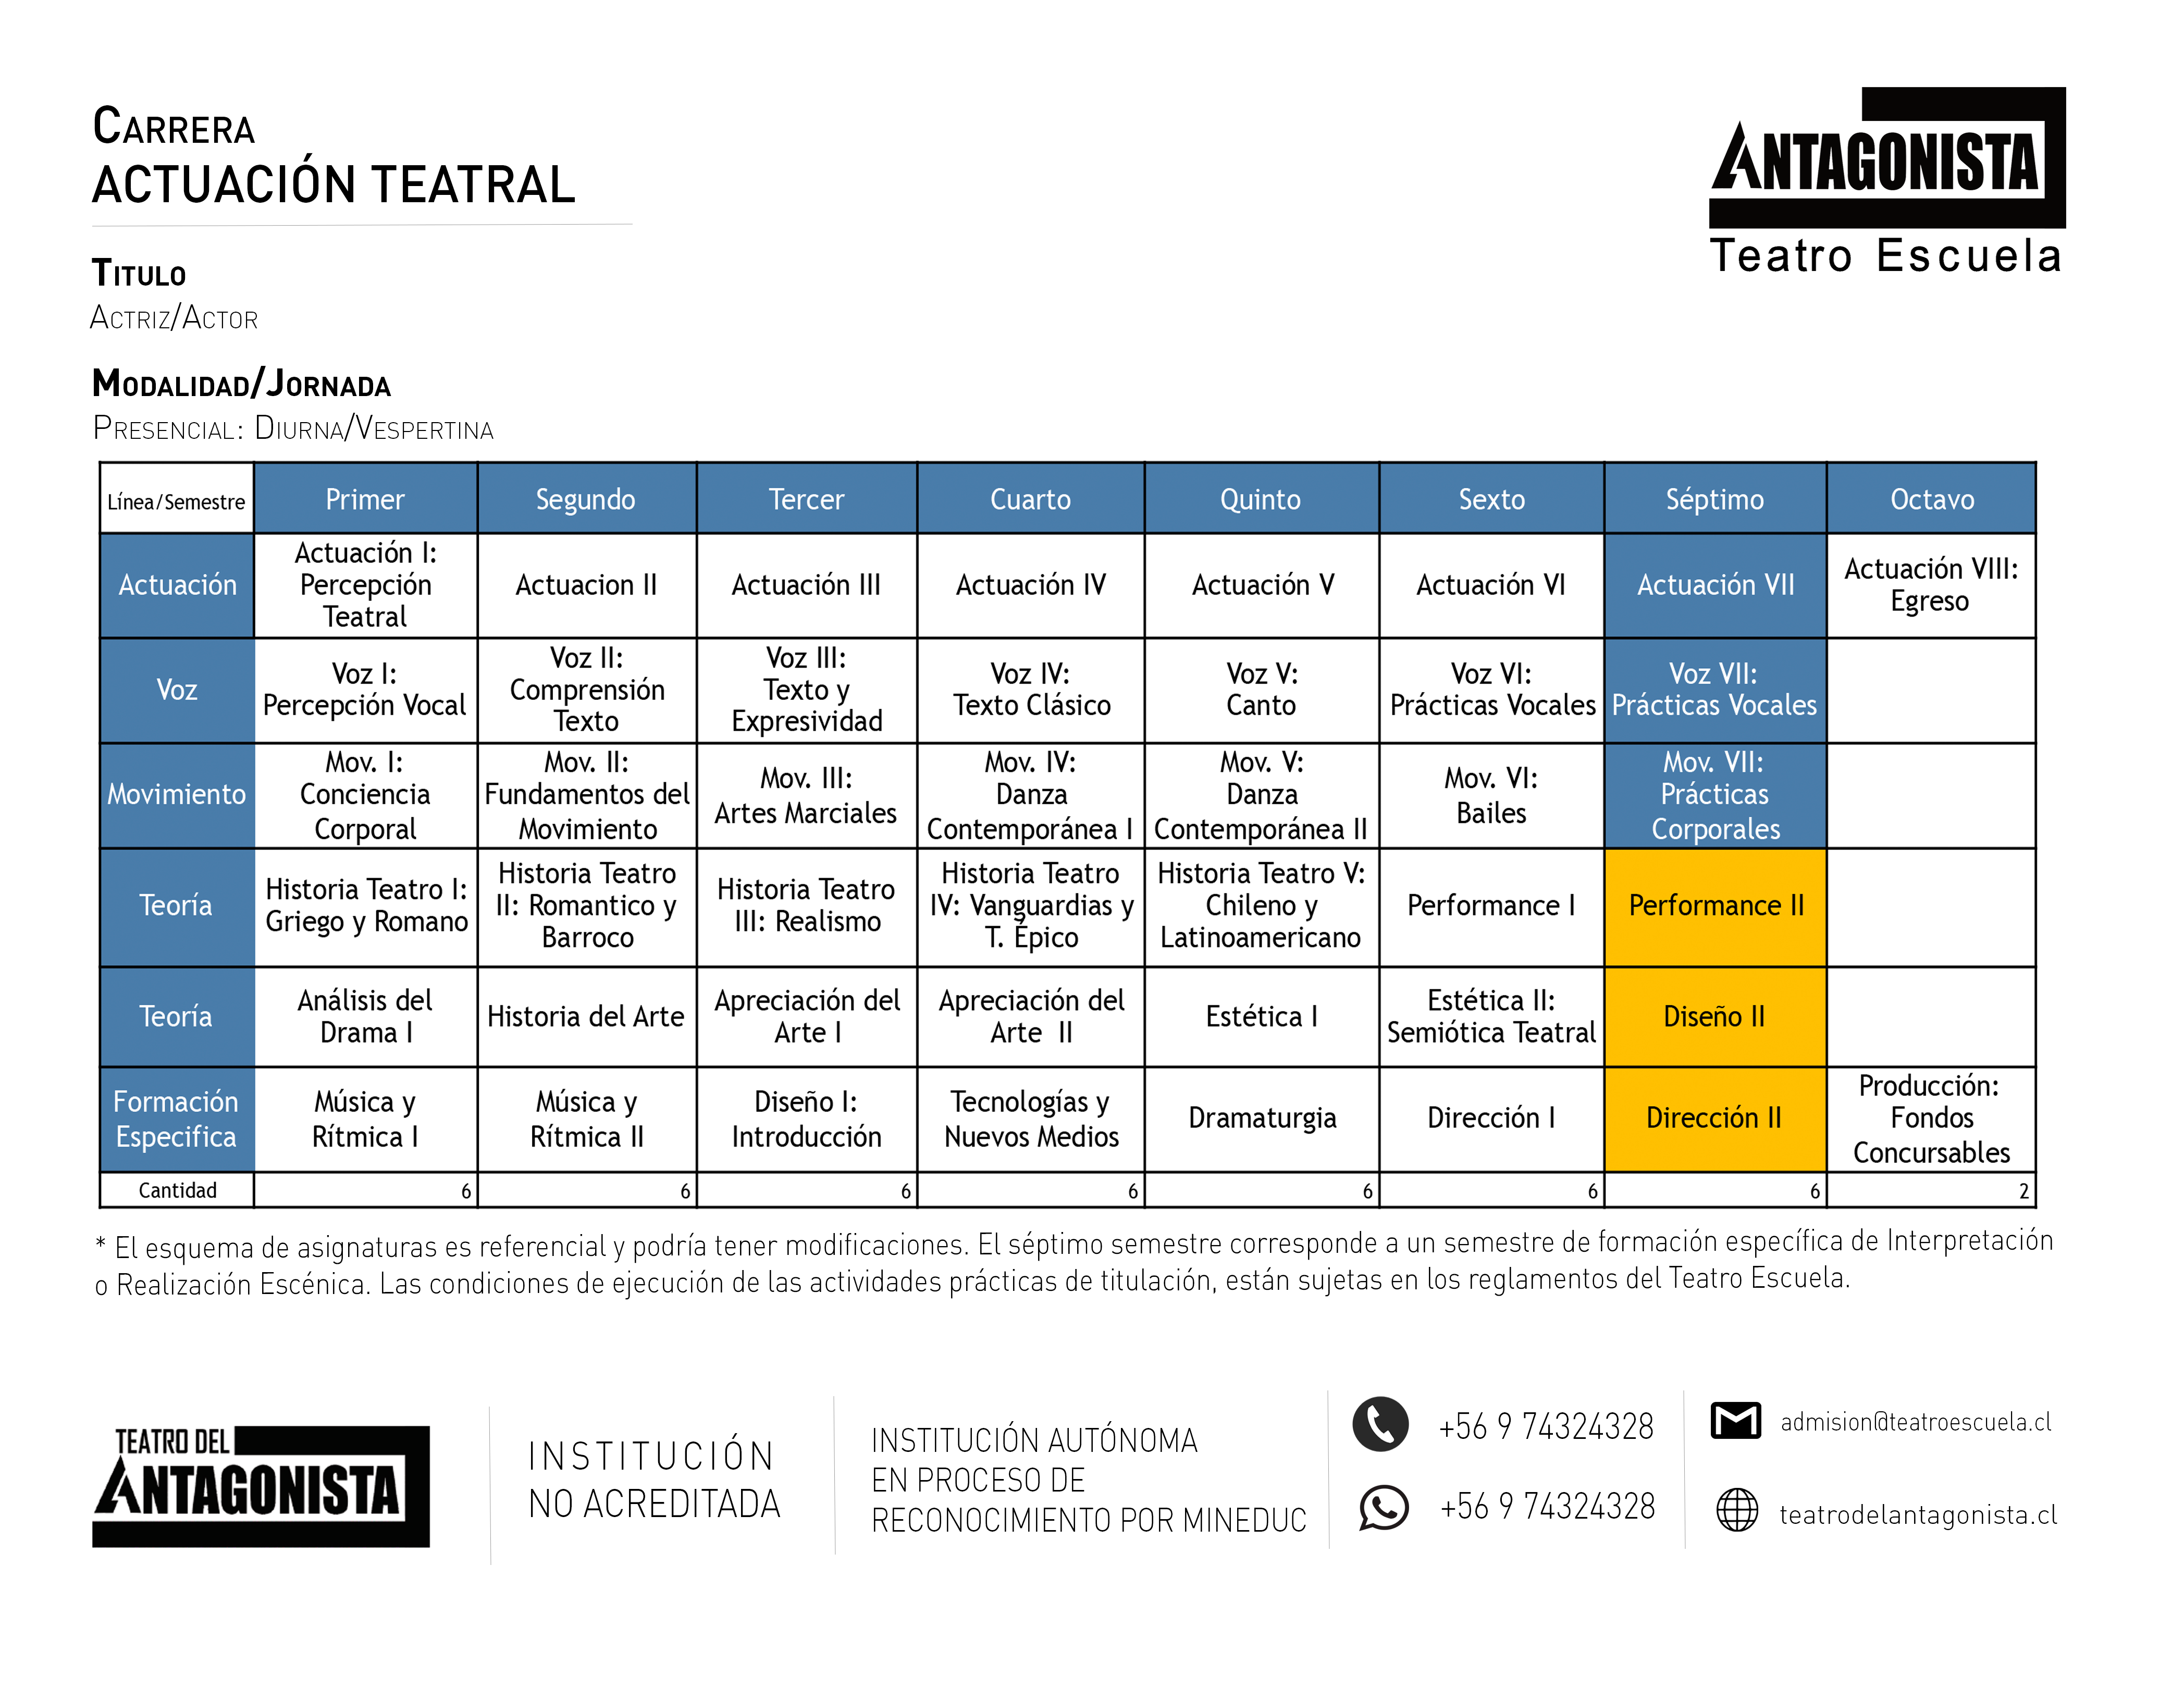 CARRERA
ACTUACIÓN TEATRAL
ANTAGONISTA
Teatro Escuela
TITULO
ACTRIZ/ACTOR
MODALIDAD/JORNADA
PRESENCIAL: DIURNA/VESPERTINA
Línea/Semestre Primer Segundo Tercer Cuarto Quinto Sexto Séptimo Octavo
Actuación
Actuación I:
Percepción
Teatral
Actuacion II
Actuación III
Actuación IV
Actuación V
Actuación VI
Actuación VII
Actuación VIII:
Egreso
Voz
Voz I:
Percepción Vocal
Voz II:
Comprensión
Texto
Voz III:
Texto y
Expresividad
Voz IV:
Texto Clásico
Voz V:
Canto
Voz VI:
Prácticas Vocales
Voz VII:
Prácticas Vocales
Movimiento
Mov. I:
Conciencia
Corporal
Mov. II:
Fundamentos del
Movimiento
Mov. III:
Artes Marciales
Mov. IV:
Danza
Contemporánea I
Mov. V:
Danza
Contemporánea II
Mov. VI:
Bailes
Mov. VII:
Prácticas
Corporales
Teoría
Historia Teatro I:
Griego y Romano
Historia Teatro
II: Romantico y
Barroco
Historia Teatro
III: Realismo
Historia Teatro
IV: Vanguardias y
T. Épico
Historia Teatro V:
Chileno y
Latinoamericano
Performance I
Performance II
Teoría
Análisis del
Drama I
Historia del Arte
Apreciación del
Arte I
Apreciación del
Arte II
Estética I
Estética II:
Semiótica Teatral
Diseño II
Formación
Especifica
Música y
Rítmica I
Música y
Rítmica II
Diseño I:
Introducción
Tecnologías y
Nuevos Medios
Dramaturgia
Dirección I
Dirección II
Producción:
Fondos
Concursables
Cantidad 6 6 6 6 6 6 6 2
* El esquema de asignaturas es referencial y podría tener modificaciones. El séptimo semestre corresponde a un semestre de formación específica de Interpretación
o Realización Escénica. Las condiciones de ejecución de las actividades prácticas de titulación, están sujetas en los reglamentos del Teatro Escuela.
TEATRO DEL
ANTAGONISTA
INSTITUCIÓN
NO ACREDITADA
INSTITUCIÓN AUTÓNOMA
EN PROCESO DE
RECONOCIMIENTO POR MINEDUC
+56 9 74324328
+56 9 74324328
admision@teatroescuela.cl
teatrodelantagonista.cl